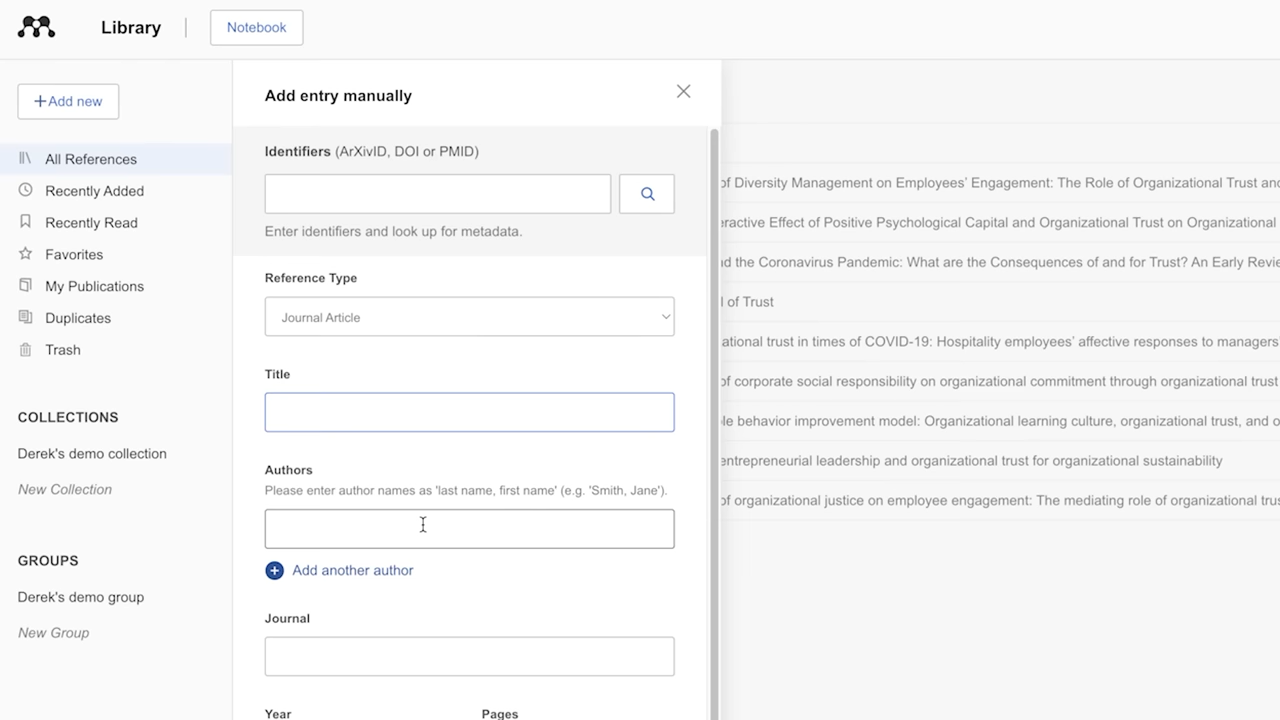 Library
Notebook
+Add new
All References
Recently Added
Recently Read
Favorites
My Publications
Duplicates
Trash
COLLECTIONS
Derek's demo collection
New Collection
GROUPS
Derek's demo group
New Group
Add entry manually
Identifiers (ArXivID, DOI or PMID)
Enter identifiers and look up for metadata.
Reference Type
Journal Article
Title
Authors
Please enter author names as 'last name, first name' (e.g. 'Smith, Jane').
Add another author
Journal
Year Pages
of Diversity Management on Employees' Engagement: The Role of Organizational Trust and
Effect of Positive Psychological Capital and Organizational Trust on Organizational
the Coronavirus Pandemic: What are the Consequences of and for Trust? An Early
of Trust
trust in times of COVID-19: Hospitality employees' affective responses to managers
of corporate social responsibility on organizational commitment through organizational trust
behavior improvement model: Organizational learning culture, organizational trust, and
entrepreneurial leadership and organizational trust for organizational sustainability
of organizational justice on employee engagement: The mediating role of organizational